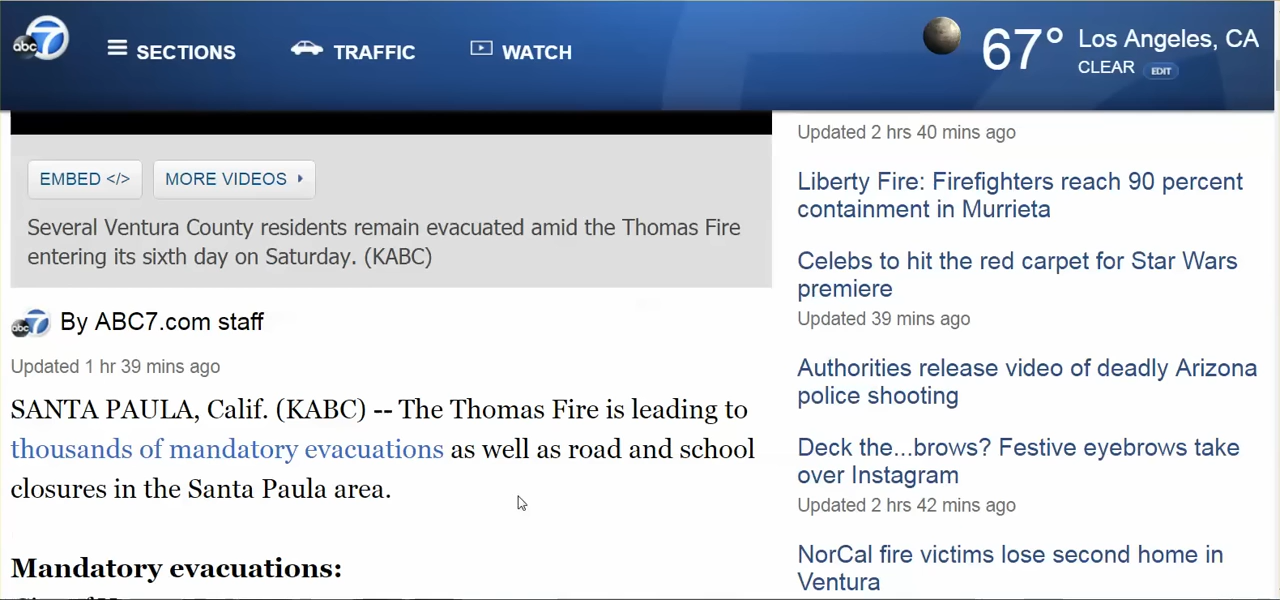 abc 7
SECTIONS
TRAFFIC
WATCH
67°
Los Angeles, CA
CLEAR
EDIT
EMBED </>
MORE VIDEOS
Several Ventura County residents remain evacuated amid the Thomas Fire
entering its sixth day on Saturday. (KABC)
abc 7
By ABC7.com staff
Updated 1 hr 39 mins ago
SANTA PAULA, Calif. (KABC) -- The Thomas Fire is leading to
thousands of mandatory evacuations as well as road and school
closures in the Santa Paula area.
Mandatory evacuations:
Updated 2 hrs 40 mins ago
Liberty Fire: Firefighters reach 90 percent
containment in Murrieta
Celebs to hit the red carpet for Star Wars
premiere
Updated 39 mins ago
Authorities release video of deadly Arizona
police shooting
Deck the...brows? Festive eyebrows take
over Instagram
Updated 2 hrs 42 mins ago
NorCal fire victims lose second home in
Ventura